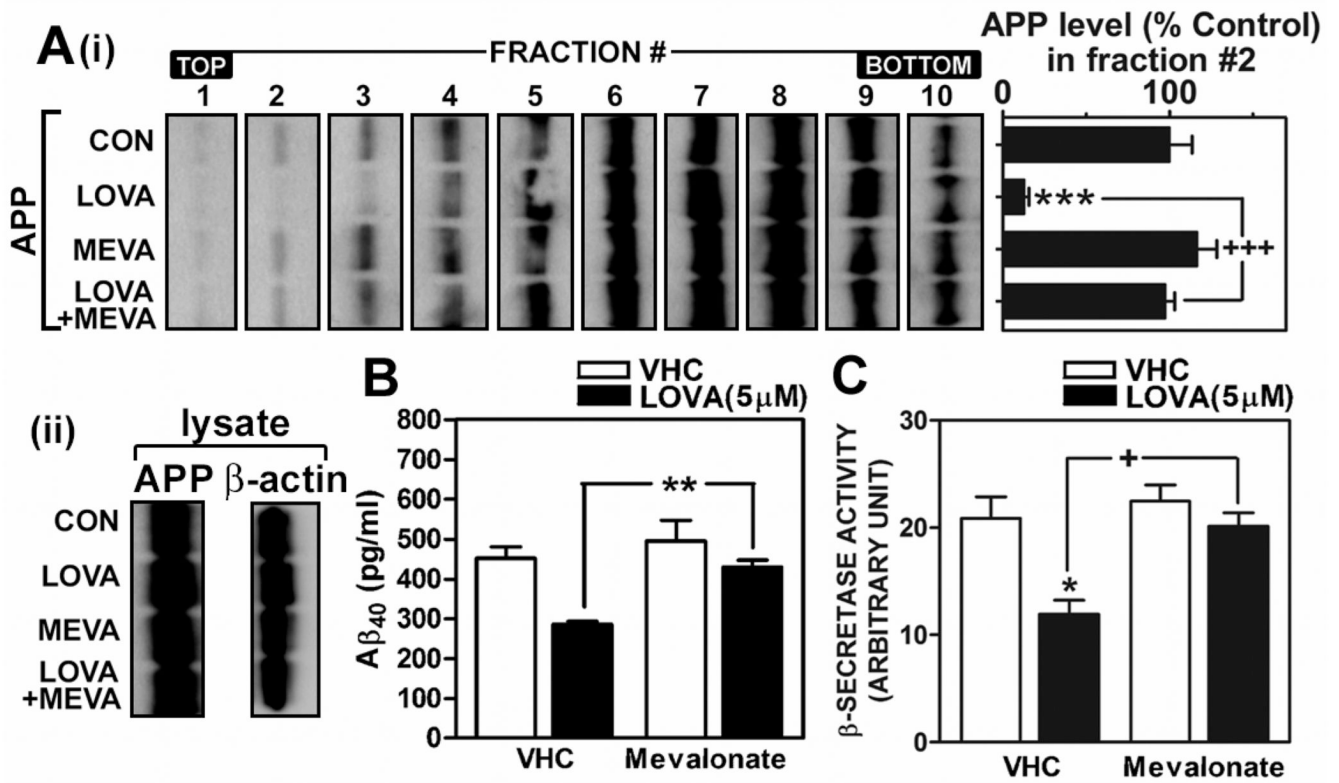 A (i)
TOP
FRACTION #
BOTTOM
1 2 3 4 5 6 7 8 9 10
APP
CON
LOVA
MEVA
LOVA
+MEVA
APP level (% Control)
in fraction #2
0 100
***
+++
(ii)
lysate
APP β-actin
CON
LOVA
MEVA
LOVA
+MEVA
B
VHC
LOVA(5μM)
Aβ40 (pg/ml)
800
700
600
500
400
300
200
100
0
**
VHC Mevalonate
C
VHC
LOVA(5μM)
β-SECRETASE ACTIVITY
(ARBITRARY UNIT)
30
20
10
0
+
*
VHC Mevalonate